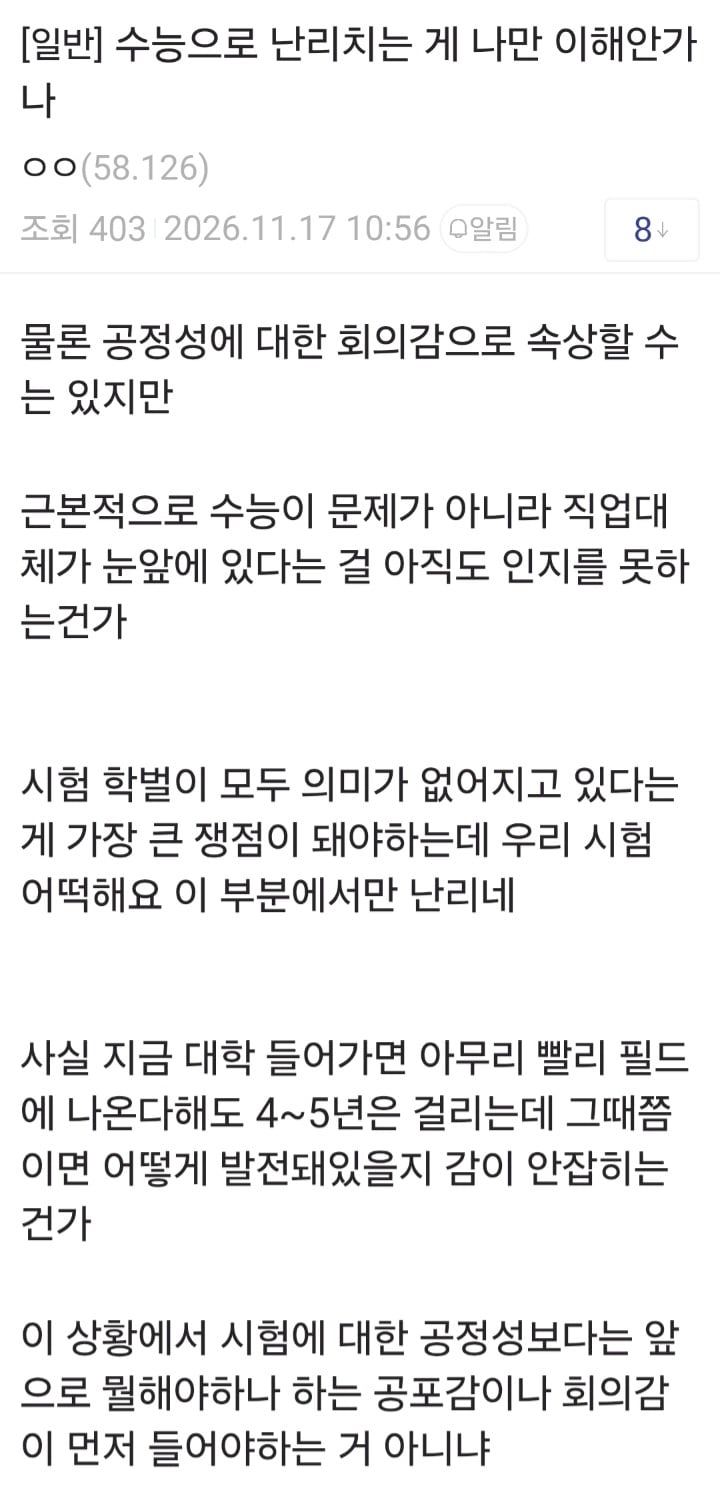 [일반] 수능으로 난리치는 게 나만 이해안가
나
ㅇㅇ(58.126)
조회 403 2026.11.17 10:56 알림
8↓
물론 공정성에 대한 회의감으로 속상할 수
는 있지만
근본적으로 수능이 문제가 아니라 직업대
체가 눈앞에 있다는 걸 아직도 인지를 못하
는건가
시험 학벌이 모두 의미가 없어지고 있다는
게 가장 큰 쟁점이 돼야하는데 우리 시험
어떡해요 이 부분에서만 난리네
사실 지금 대학 들어가면 아무리 빨리 필드
에 나온다해도 4~5년은 걸리는데 그때쯤
이면 어떻게 발전돼있을지 감이 안잡히는
건가
이 상황에서 시험에 대한 공정성보다는 앞
으로 뭘해야하나 하는 공포감이나 회의감
이 먼저 들어야하는 거 아니냐